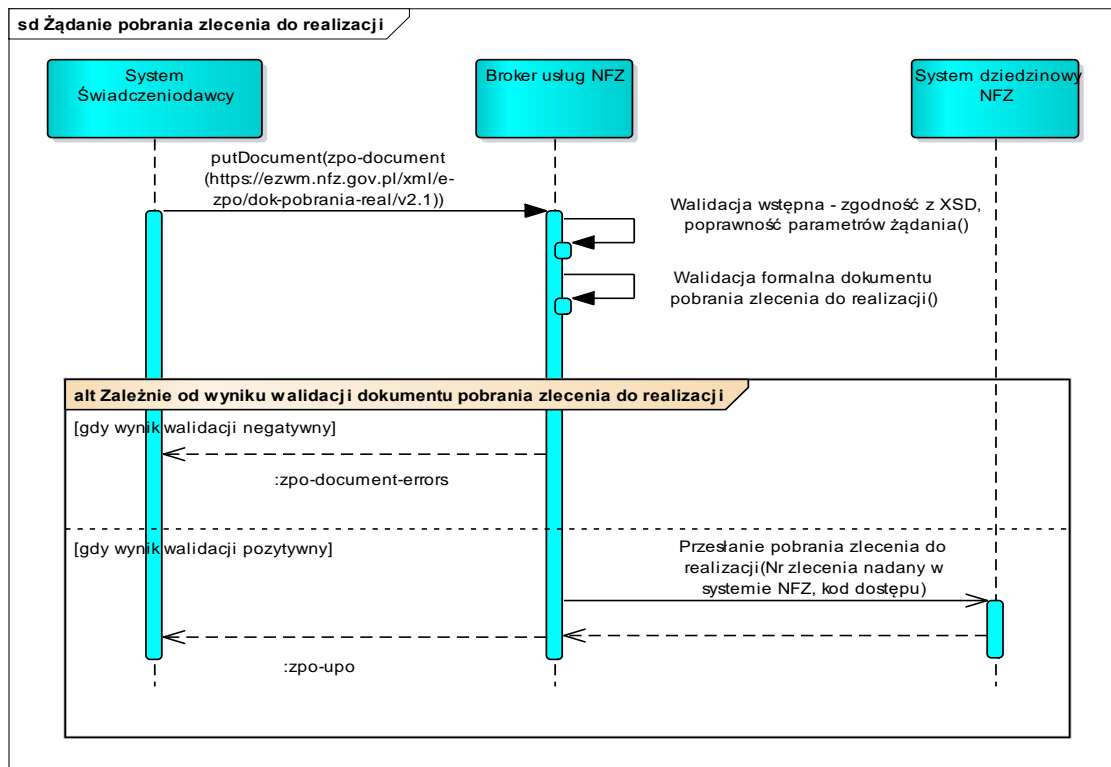 sd Żądanie pobrania zlecenia do realizacji
System
Świadczeniodawcy
Broker usług NFZ
System dziedzinowy
NFZ
putDocument(zpo-document
(https://ezwm.nfz.gov.pl/xml/e-
zpo/dok-pobrania-real/v2.1))
Walidacja wstępna - zgodność z XSD,
poprawność parametrów żądania()
Walidacja formalna dokumentu
pobrania zlecenia do realizacji()
alt Zależnie od wyniku walidacji dokumentu pobrania zlecenia do realizacji
[gdy wynik walidacji negatywny]
:zpo-document-errors
[gdy wynik walidacji pozytywny]
Przesłanie pobrania zlecenia do
realizacji(Nr zlecenia nadany w
systemie NFZ, kod dostępu)
:zpo-upo